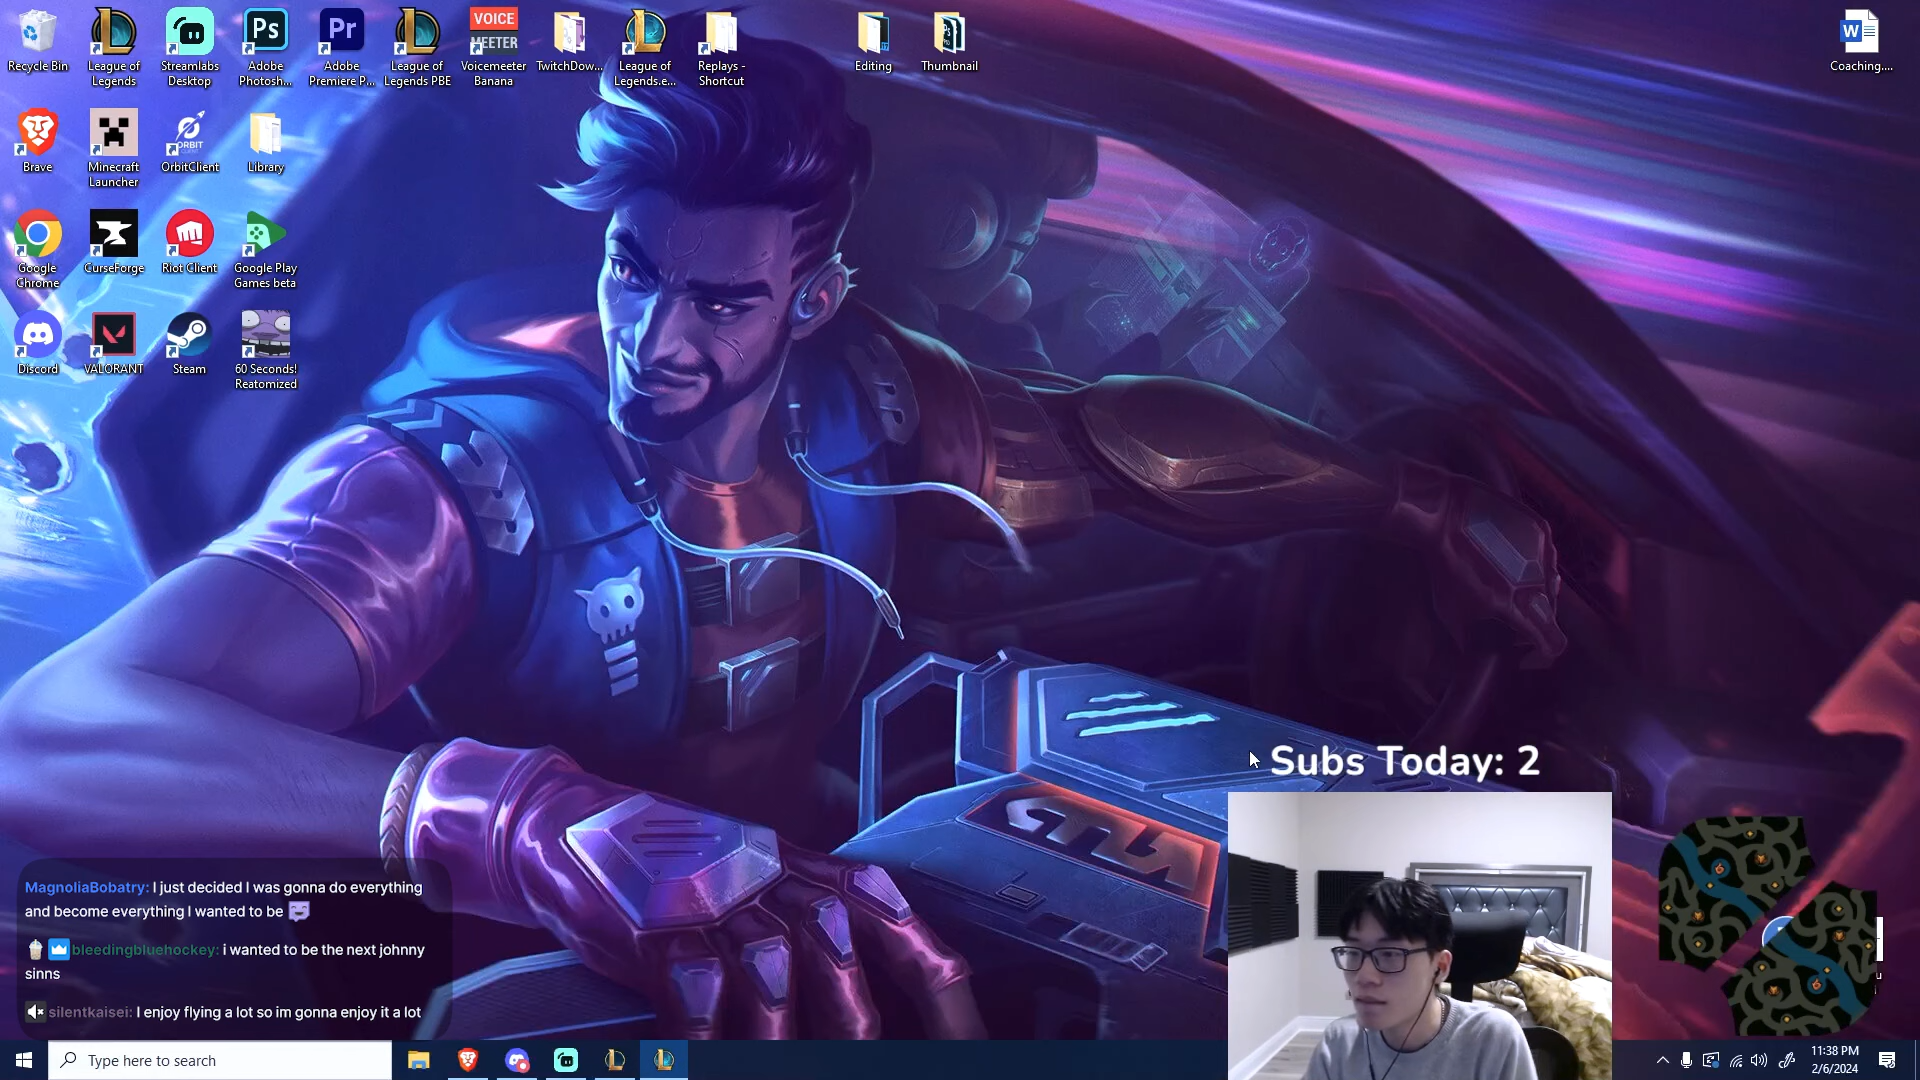 Recycle Bin
League of
Legends
Streamlabs
Desktop
Ps
Adobe
Photosh...
Pr
Adobe
Premiere P...
League of
Legends PBE
VOICE
MEETER
Voicemeeter
Banana
TwitchDow...
League of
Legends.e...
Replays -
Shortcut
Editing
Thumbnail
W
Coaching....
Brave
Minecraft
Launcher
ORBIT
OrbitClient
Library
Google
Chrome
CurseForge
Riot Client
Google Play
Games beta
Discord
VALORANT
Steam
60 Seconds!
Reatomized
Subs Today: 2
MagnoliaBobatry: I just decided I was gonna do everything
and become everything I wanted to be
bleedingbluehockey: i wanted to be the next johnny
sinns
silentkaisei: I enjoy flying a lot so im gonna enjoy it a lot
Type here to search
11:38 PM
2/6/2024